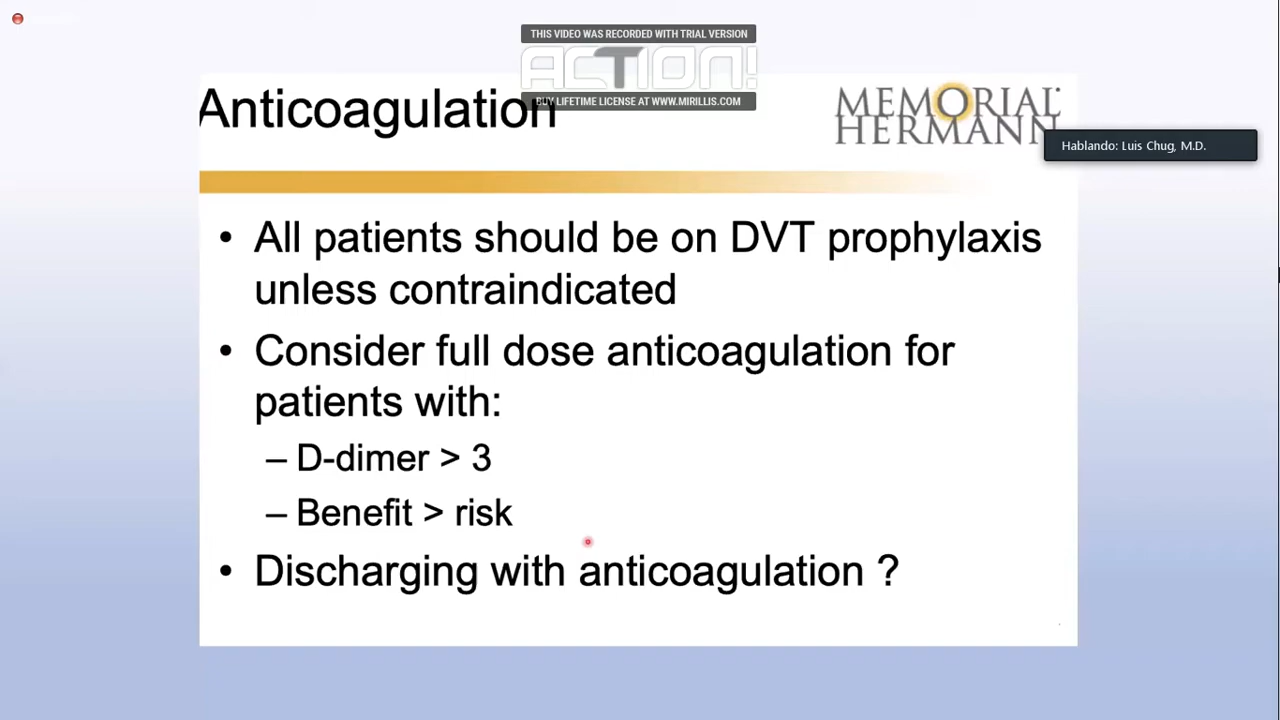 THIS VIDEO WAS RECORDED WITH TRIAL VERSION
ACTION!
BUY LIFETIME LICENSE AT WWW.MIRILLIS.COM
Anticoagulation
MEMORIAL
HERMANN
Hablando: Luis Chug, M.D.
• All patients should be on DVT prophylaxis
unless contraindicated
• Consider full dose anticoagulation for
patients with:
– D-dimer > 3
– Benefit > risk
• Discharging with anticoagulation ?